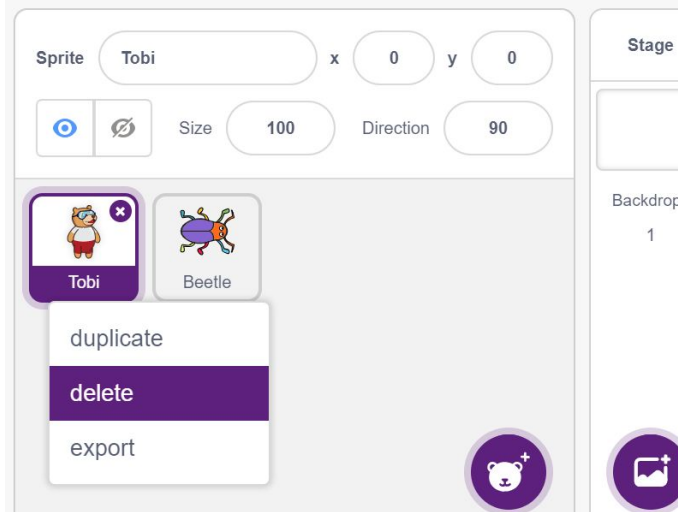 Sprite Tobi x 0 y 0
Size 100 Direction 90
Tobi Beetle
duplicate
delete
export
Stage
Backdrop
1